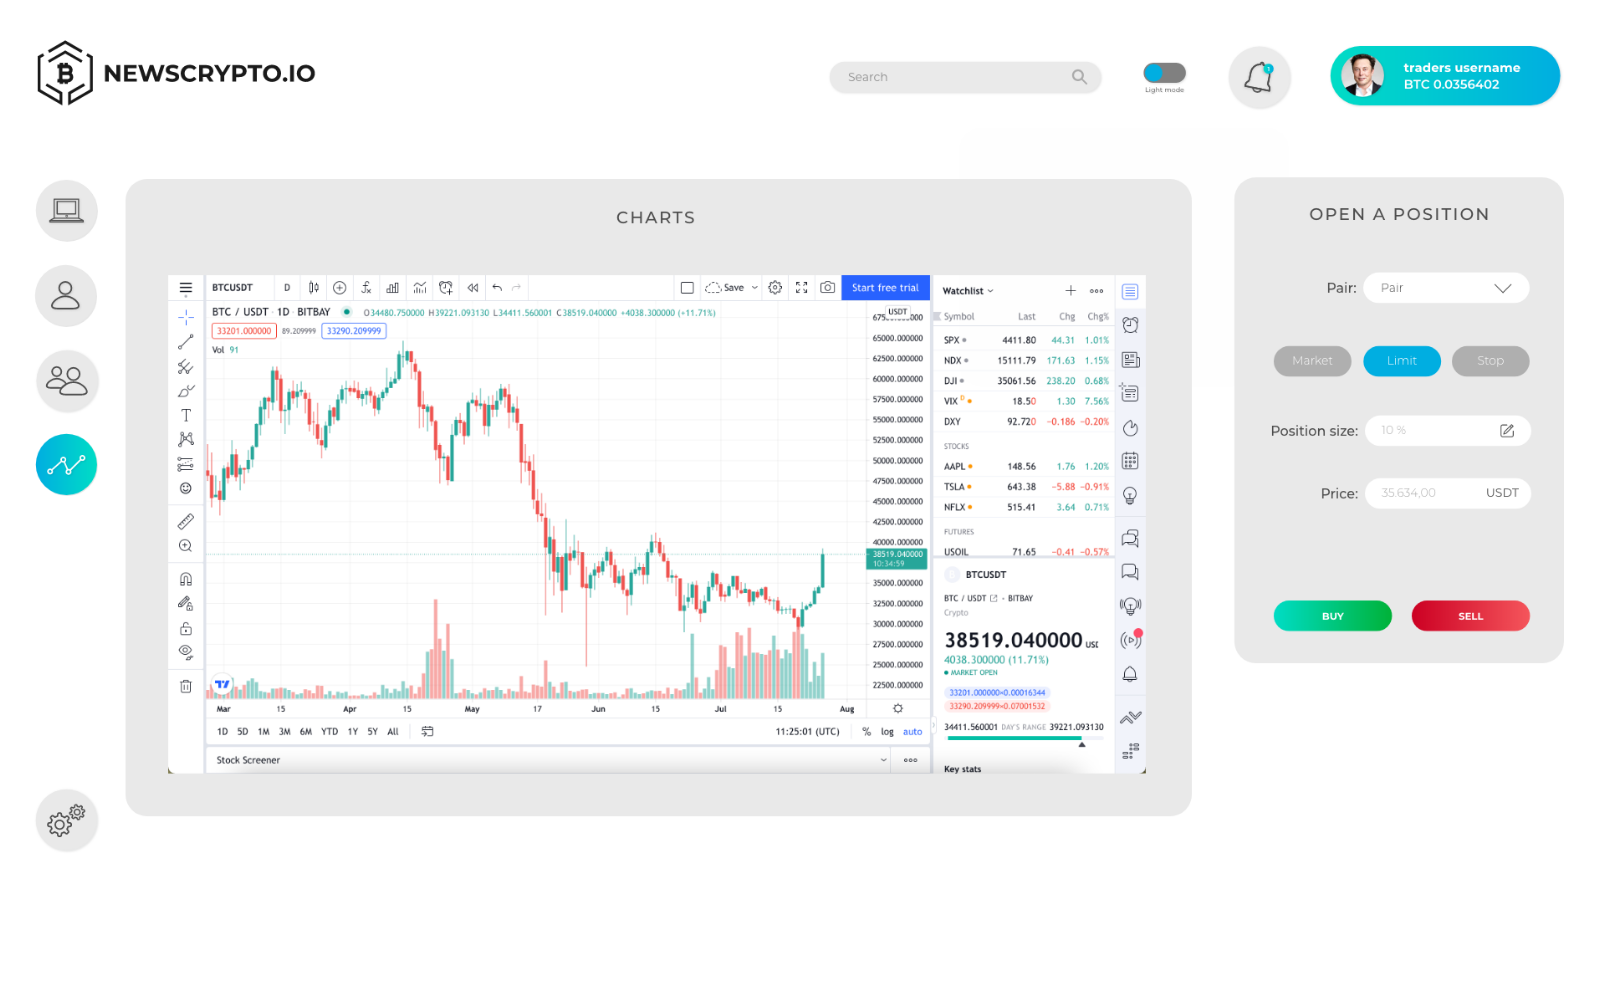 NEWSCRYPTO.IO
Search
Light mode
1
traders username
BTC 0.0356402
CHARTS
BTCUSDT D Save Start free trial
BTC / USDT · 1D · BITBAY O34480.750000 H39221.093130 L34411.560001 C38519.040000 +4038.300000 (+11.71%)
33201.000000 89.209999 33290.209999
Vol 91
USDT
65000.000000
62500.000000
60000.000000
57500.000000
55000.000000
52500.000000
50000.000000
47500.000000
45000.000000
42500.000000
40000.000000
38519.040000
10:34:59
35000.000000
32500.000000
30000.000000
27500.000000
25000.000000
22500.000000
Mar 15 Apr 15 May 17 Jun 15 Jul 15 Aug
1D 5D 1M 3M 6M YTD 1Y 5Y All 11:25:01 (UTC) % log auto
Stock Screener
Watchlist
Symbol Last Chg Chg%
SPX 4411.80 44.31 1.01%
NDX 15111.79 171.63 1.15%
DJI 35061.56 238.20 0.68%
VIX D 18.50 1.30 7.56%
DXY 92.720 −0.186 −0.20%
STOCKS
AAPL 148.56 1.76 1.20%
TSLA 643.38 −5.88 −0.91%
NFLX 515.41 3.64 0.71%
FUTURES
USOIL 71.65 −0.41 −0.57%
BTCUSDT
BTC / USDT - BITBAY
Crypto
38519.040000
4038.300000 (11.71%)
MARKET OPEN
33201.000000×0.00016344
33290.209999×0.07001532
34411.560001 DAY'S RANGE 39221.093130
Key stats
OPEN A POSITION
Pair: Pair
Market Limit Stop
Position size: 10 %
Price: 35.634,00 USDT
BUY SELL